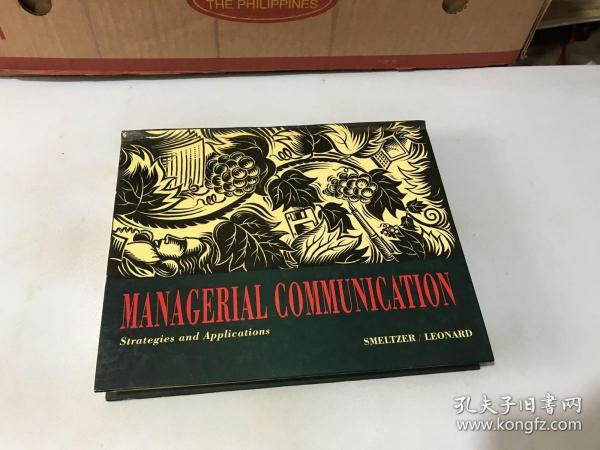 THE PHILIPPINES
MANAGERIAL COMMUNICATION
Strategies and Applications
SMELTZER / LEONARD
孔夫子旧书网
www.kongfz.com